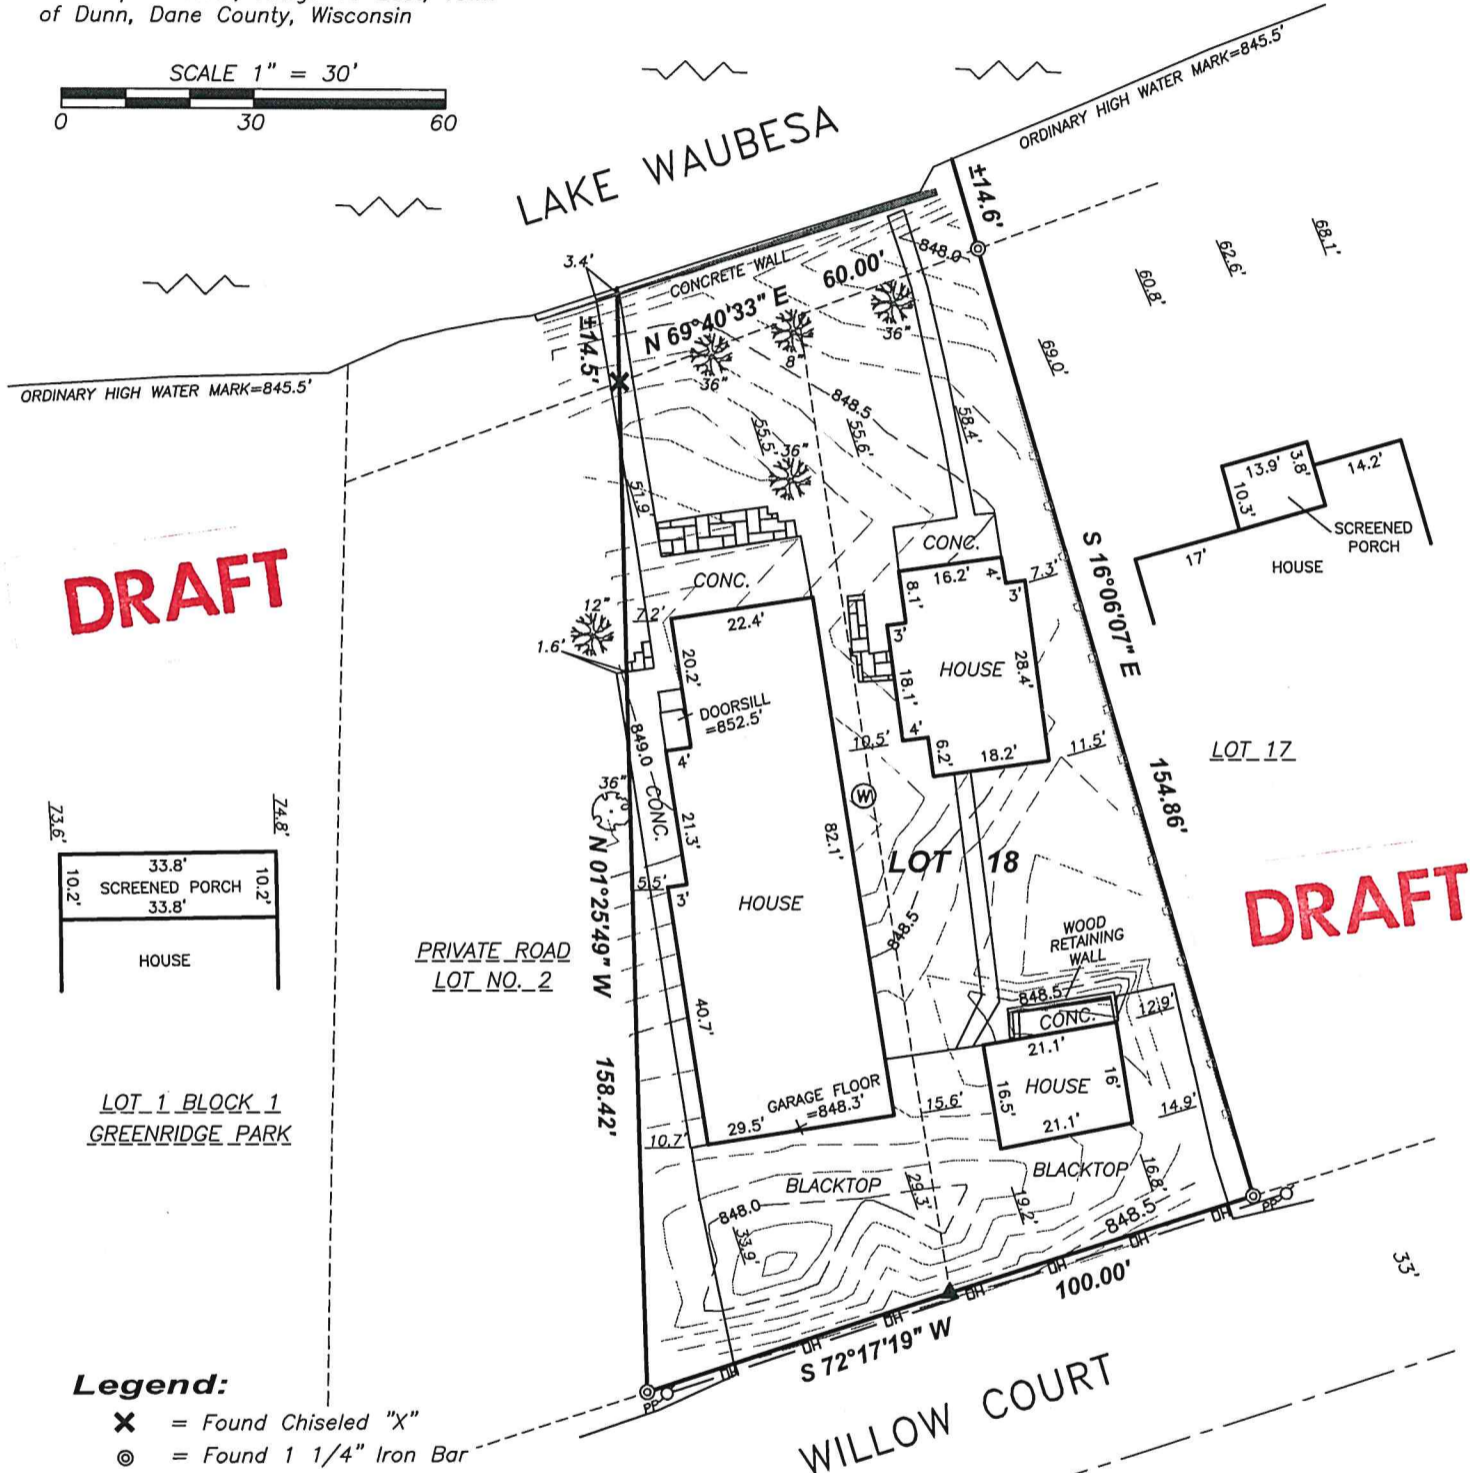 of Dunn, Dane County, Wisconsin
SCALE 1" = 30'
0 30 60
LAKE WAUBESA
ORDINARY HIGH WATER MARK=845.5'
±14.6'
68.1'
62.6'
60.8'
69.0'
3.4'
CONCRETE WALL
848.0
60.00'
N 69°40'33" E
±14.5'
36"
8"
36"
ORDINARY HIGH WATER MARK=845.5'
848.5
58.4'
55.5'
55.6'
36"
51.9'
13.9'
3.8'
14.2'
10.3'
SCREENED
PORCH
17'
HOUSE
DRAFT
CONC.
CONC.
16.2'
4'
7.3'
3'
8.1'
S 16°06'07" E
12"
7.2'
22.4'
1.6'
3'
20.2'
HOUSE
28.4'
18.1'
DOORSILL
=852.5'
849.0
4'
10.5'
4'
6.2'
18.2'
11.5'
LOT 17
154.86'
36"
CONC.
W
73.6'
74.8'
21.3'
82.1'
33.8'
SCREENED PORCH
33.8'
10.2'
10.2'
HOUSE
LOT 18
5.5'
3'
HOUSE
N 01°25'49" W
848.5
DRAFT
PRIVATE ROAD
LOT NO. 2
WOOD
RETAINING
WALL
848.5
CONC.
12.9'
40.7'
158.42'
21.1'
HOUSE
16.5'
16'
21.1'
14.9'
LOT 1 BLOCK 1
GREENRIDGE PARK
GARAGE FLOOR
=848.3'
15.6'
29.5'
10.7'
BLACKTOP
BLACKTOP
29.3'
19.2'
16.8'
848.0
33.9'
848.5
OH
OH
OH
OH
OH
OH
OH
PP
PP
100.00'
S 72°17'19" W
33'
WILLOW COURT
Legend:
= Found Chiseled "X"
= Found 1 1/4" Iron Bar